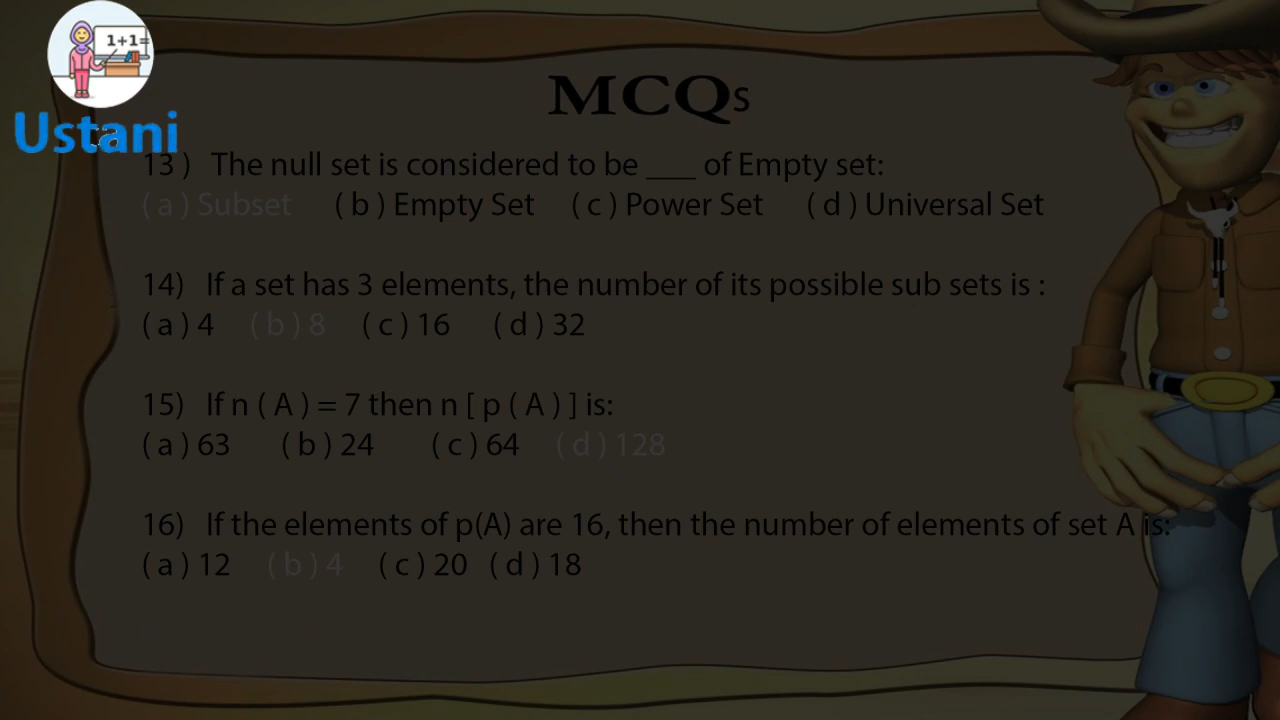 1+1=
Ustani
MCQs
13 ) The null set is considered to be ___ of Empty set:
( a ) Subset ( b ) Empty Set ( c ) Power Set ( d ) Universal Set
14) If a set has 3 elements, the number of its possible sub sets is :
( a ) 4 ( b ) 8 ( c ) 16 ( d ) 32
15) If n ( A ) = 7 then n [ p ( A ) ] is:
( a ) 63 ( b ) 24 ( c ) 64 ( d ) 128
16) If the elements of p(A) are 16, then the number of elements of set A is:
( a ) 12 ( b ) 4 ( c ) 20 ( d ) 18